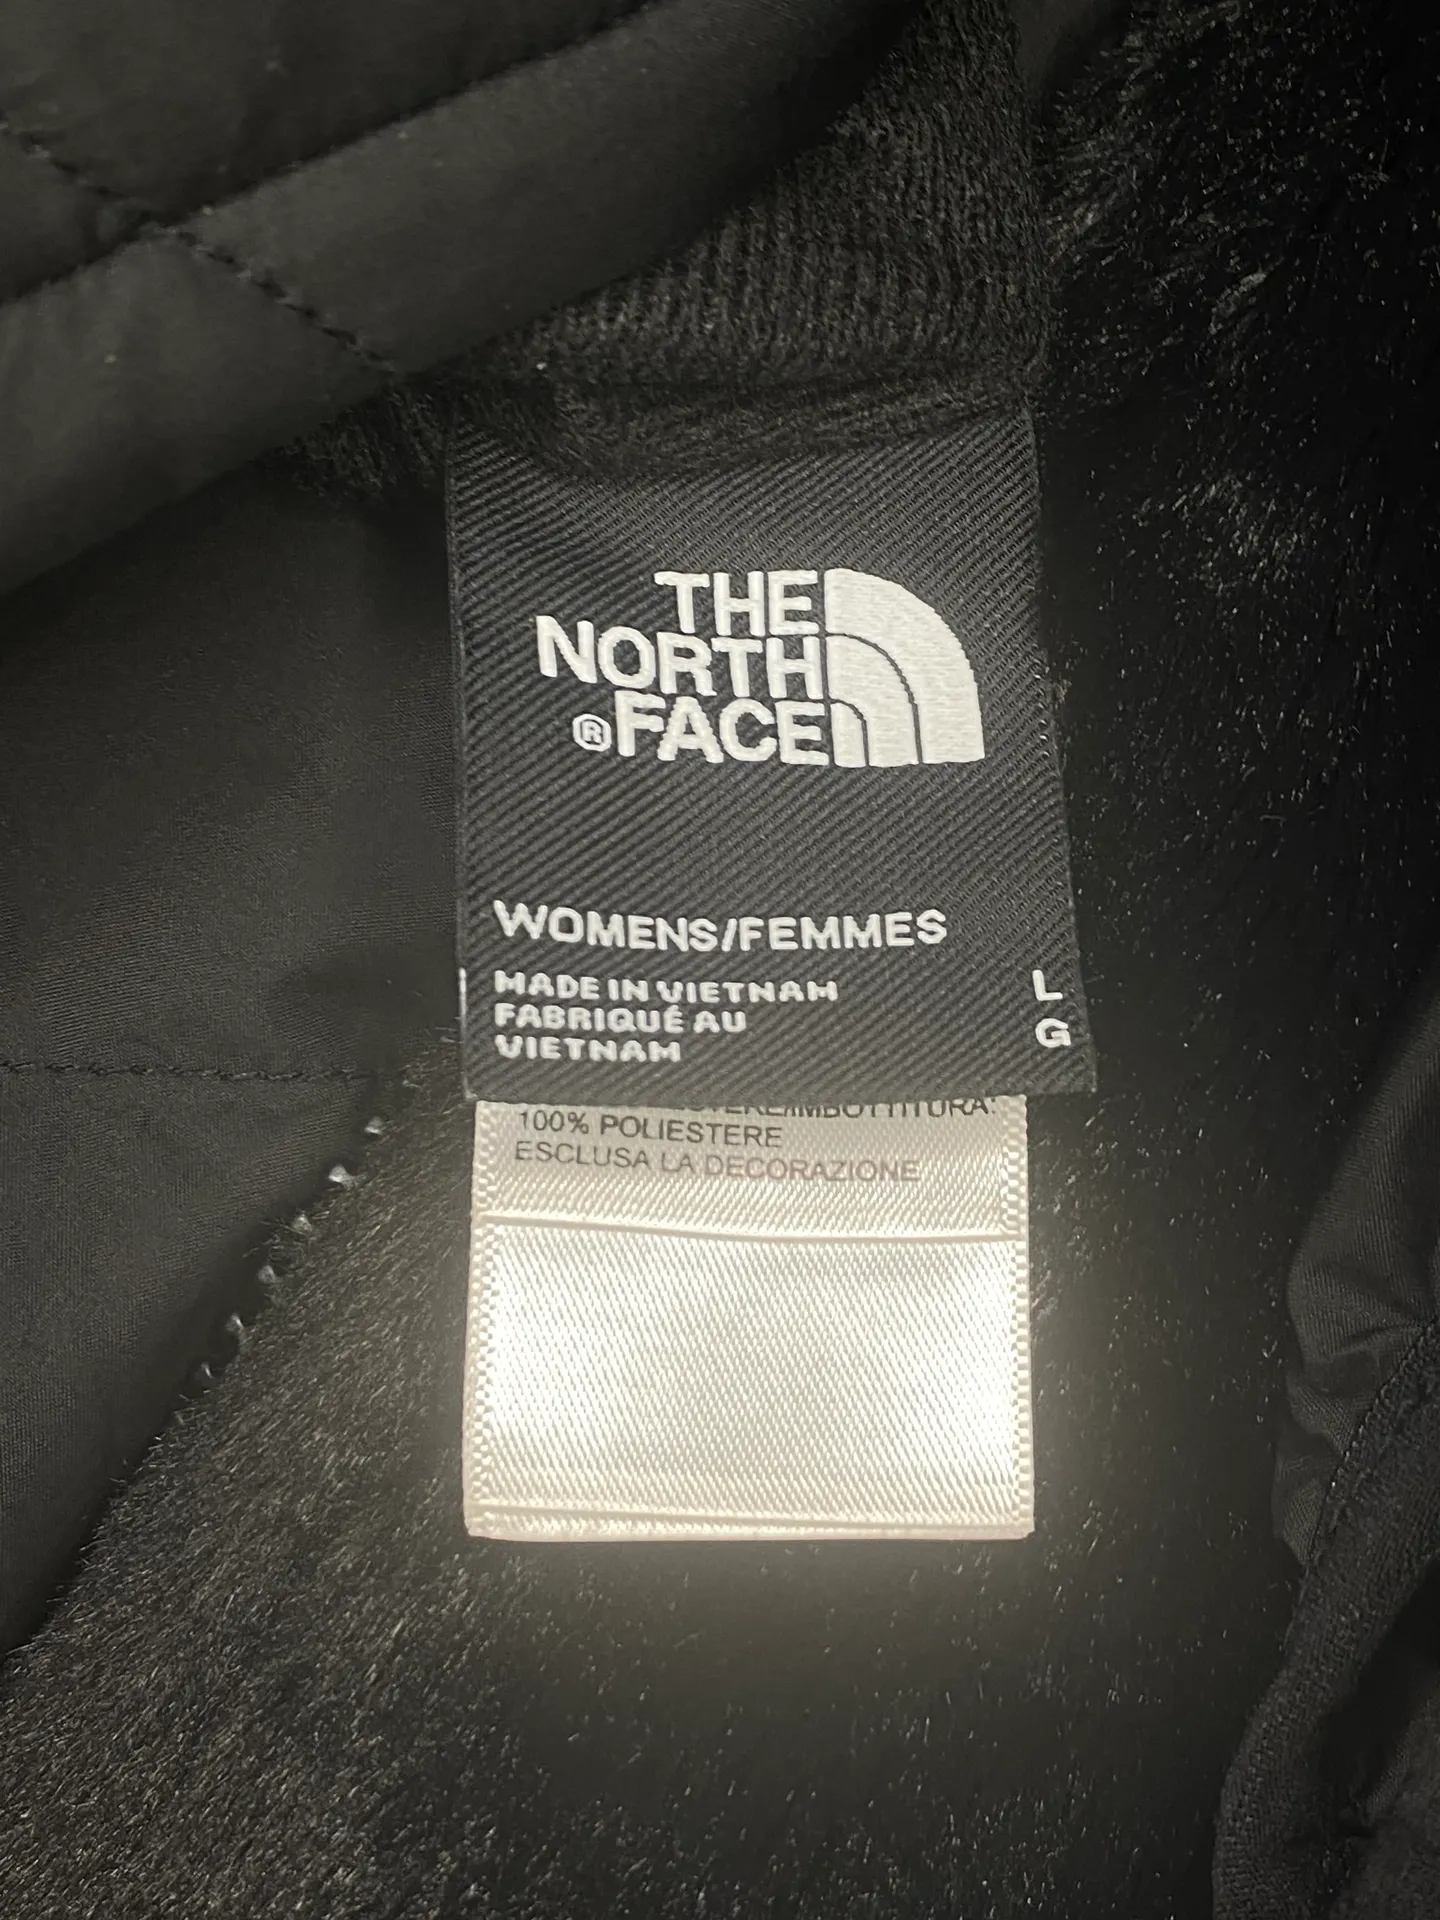 THE
NORTH
®FACE
WOMENS/FEMMES
MADE IN VIETNAM
FABRIQUÉ AU
VIETNAM
L
G
100% POLIESTERE
ESCLUSA LA DECORAZIONE